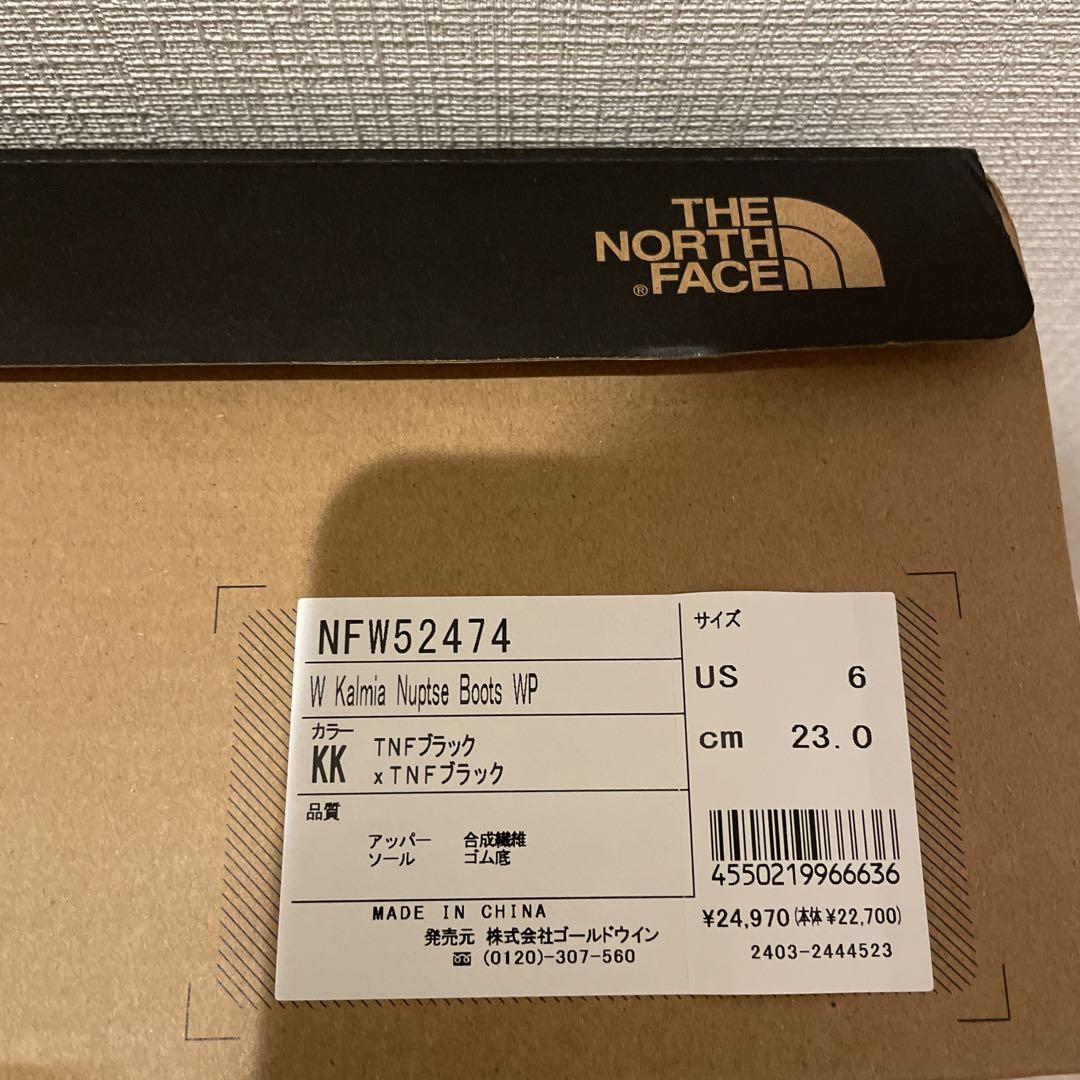 THE
NORTH
® FACE
NFW52474
W Kalmia Nuptse Boots WP
カラー
KK
TNFブラック
xTNFブラック
品質
アッパー 合成繊維
ソール ゴム底
MADE IN CHINA
発売元 株式会社ゴールドウイン
(0120)-307-560
サイズ
US 6
cm 23.0
4550219966636
¥24,970(本体¥22,700)
2403-2444523